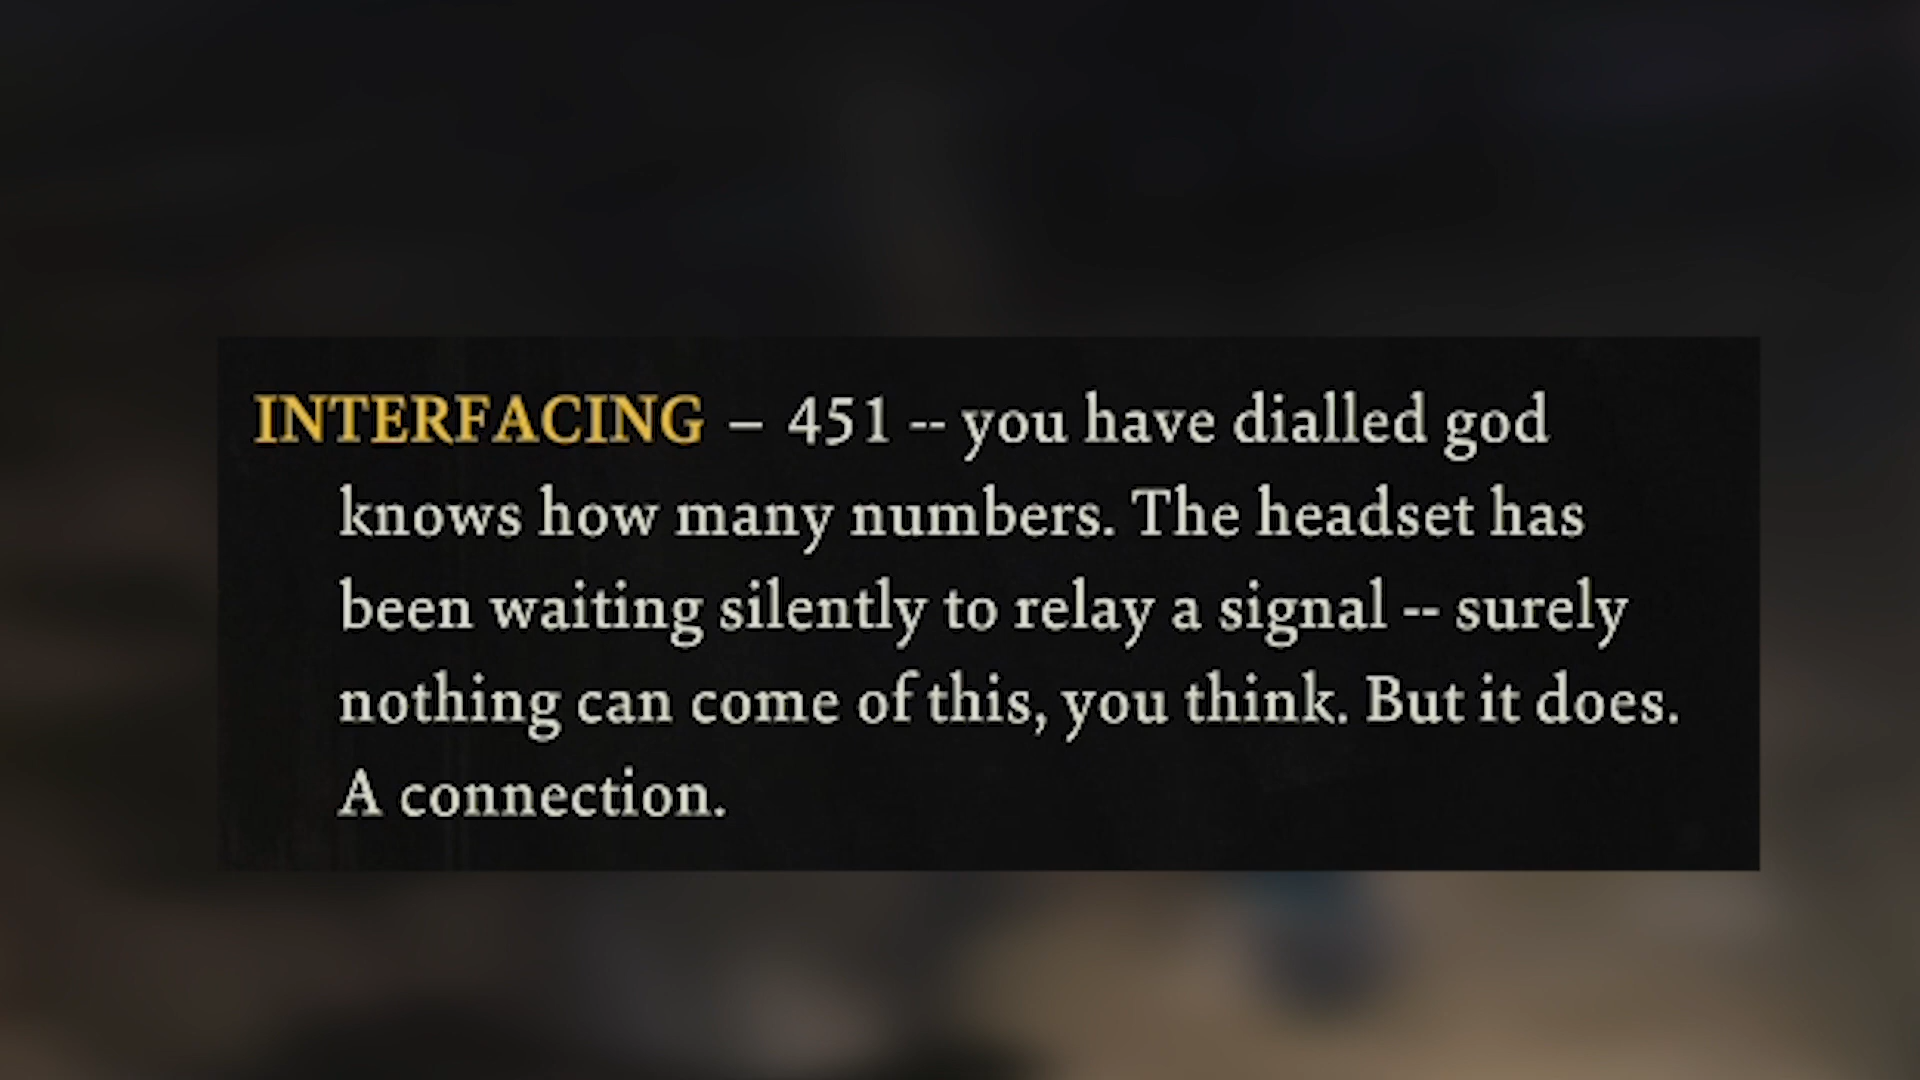 INTERFACING – 451 -- you have dialled god
knows how many numbers. The headset has
been waiting silently to relay a signal -- surely
nothing can come of this, you think. But it does.
A connection.